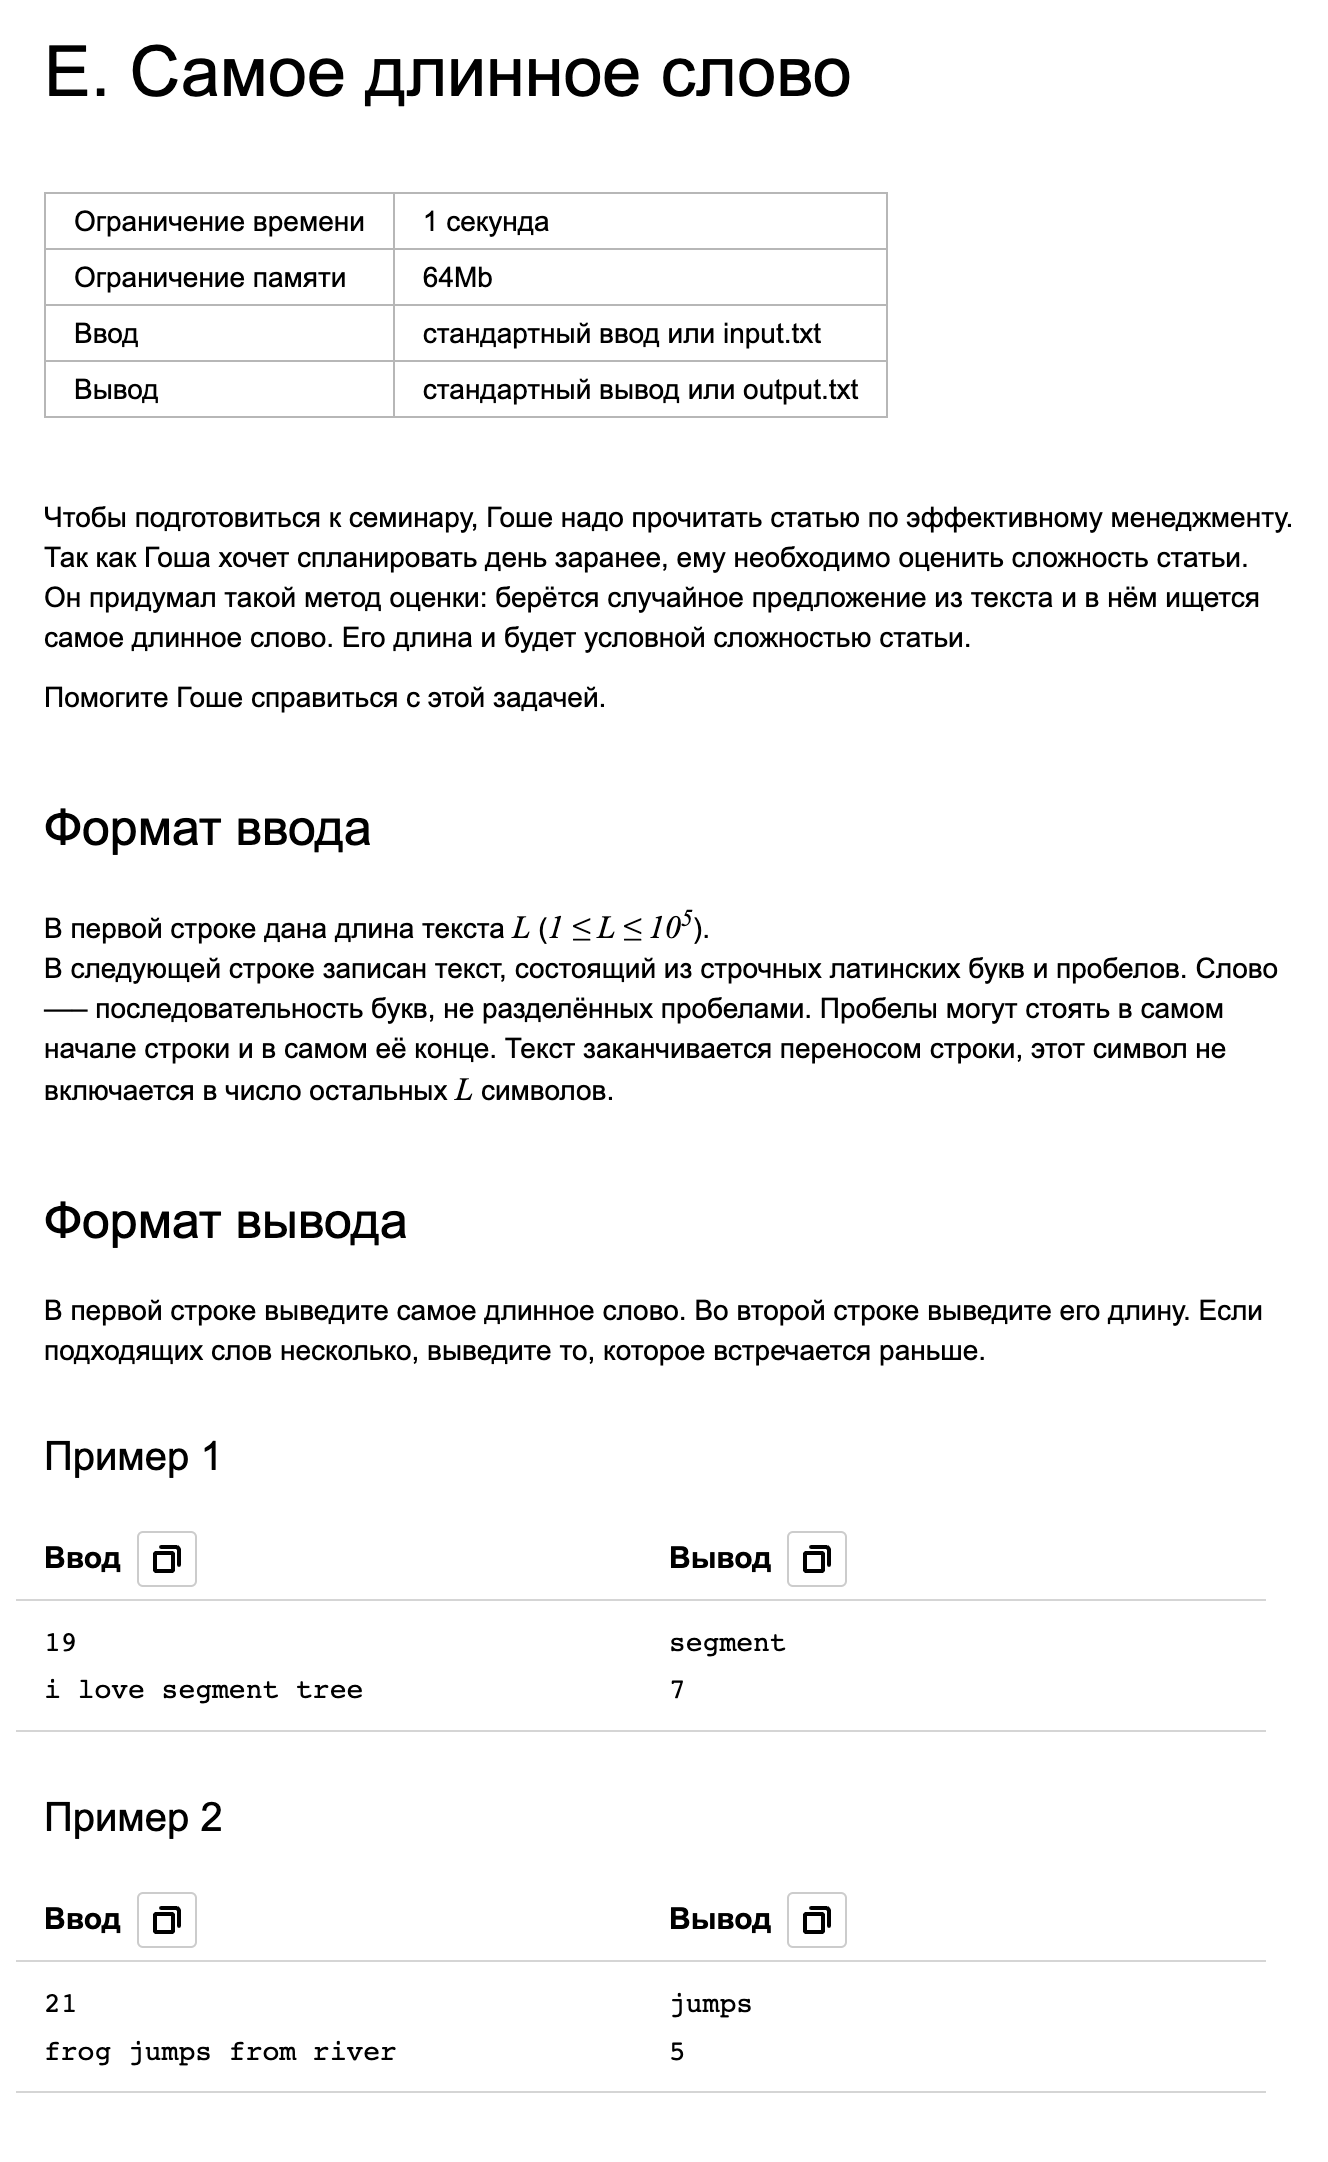 E. Самое длинное слово
Ограничение времени 1 секунда
Ограничение памяти 64Mb
Ввод стандартный ввод или input.txt
Вывод стандартный вывод или output.txt
Чтобы подготовиться к семинару, Гоше надо прочитать статью по эффективному менеджменту.
Так как Гоша хочет спланировать день заранее, ему необходимо оценить сложность статьи.
Он придумал такой метод оценки: берётся случайное предложение из текста и в нём ищется
самое длинное слово. Его длина и будет условной сложностью статьи.
Помогите Гоше справиться с этой задачей.
Формат ввода
В первой строке дана длина текста L (1 ≤ L ≤ 10⁵).
В следующей строке записан текст, состоящий из строчных латинских букв и пробелов. Слово
—– последовательность букв, не разделённых пробелами. Пробелы могут стоять в самом
начале строки и в самом её конце. Текст заканчивается переносом строки, этот символ не
включается в число остальных L символов.
Формат вывода
В первой строке выведите самое длинное слово. Во второй строке выведите его длину. Если
подходящих слов несколько, выведите то, которое встречается раньше.
Пример 1
Ввод Вывод
19 segment
i love segment tree 7
Пример 2
Ввод Вывод
21 jumps
frog jumps from river 5